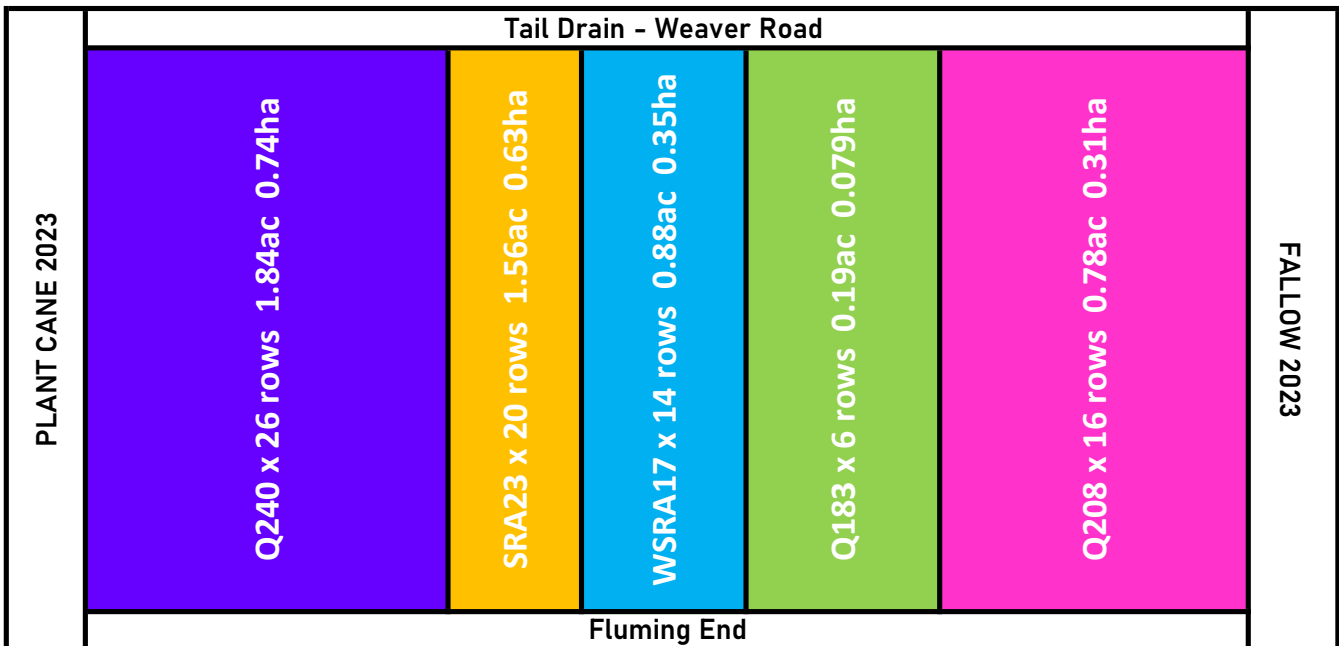 Tail Drain - Weaver Road
PLANT CANE 2023
Q240 x 26 rows 1.84ac 0.74ha
SRA23 x 20 rows 1.56ac 0.63ha
WSRA17 x 14 rows 0.88ac 0.35ha
Q183 x 6 rows 0.19ac 0.079ha
Q208 x 16 rows 0.78ac 0.31ha
FALLOW 2023
Fluming End